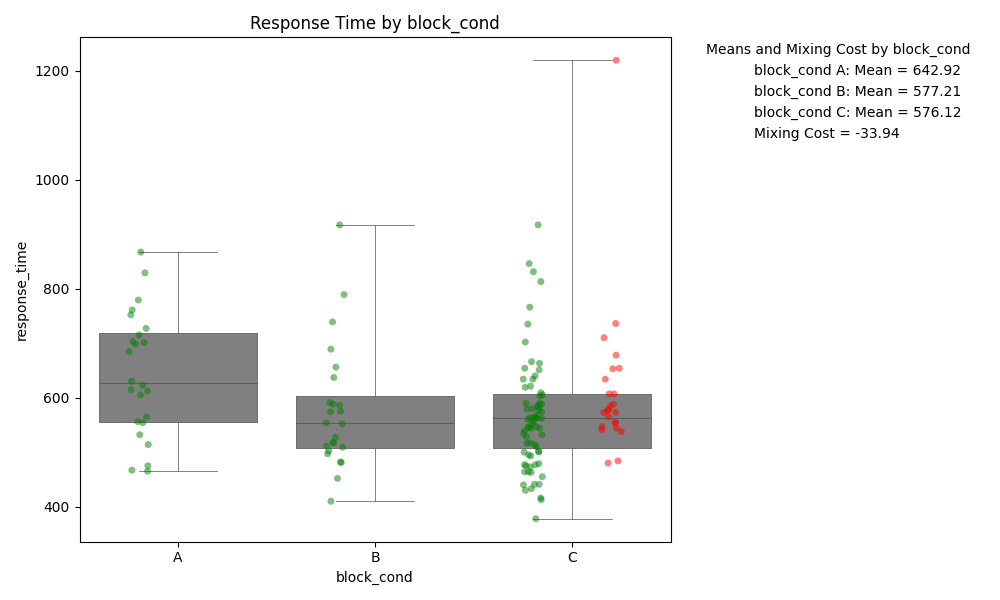 Response Time by block_cond
Means and Mixing Cost by block_cond
block_cond A: Mean = 642.92
block_cond B: Mean = 577.21
block_cond C: Mean = 576.12
Mixing Cost = -33.94
response_time
1200
1000
800
600
400
A B C
block_cond